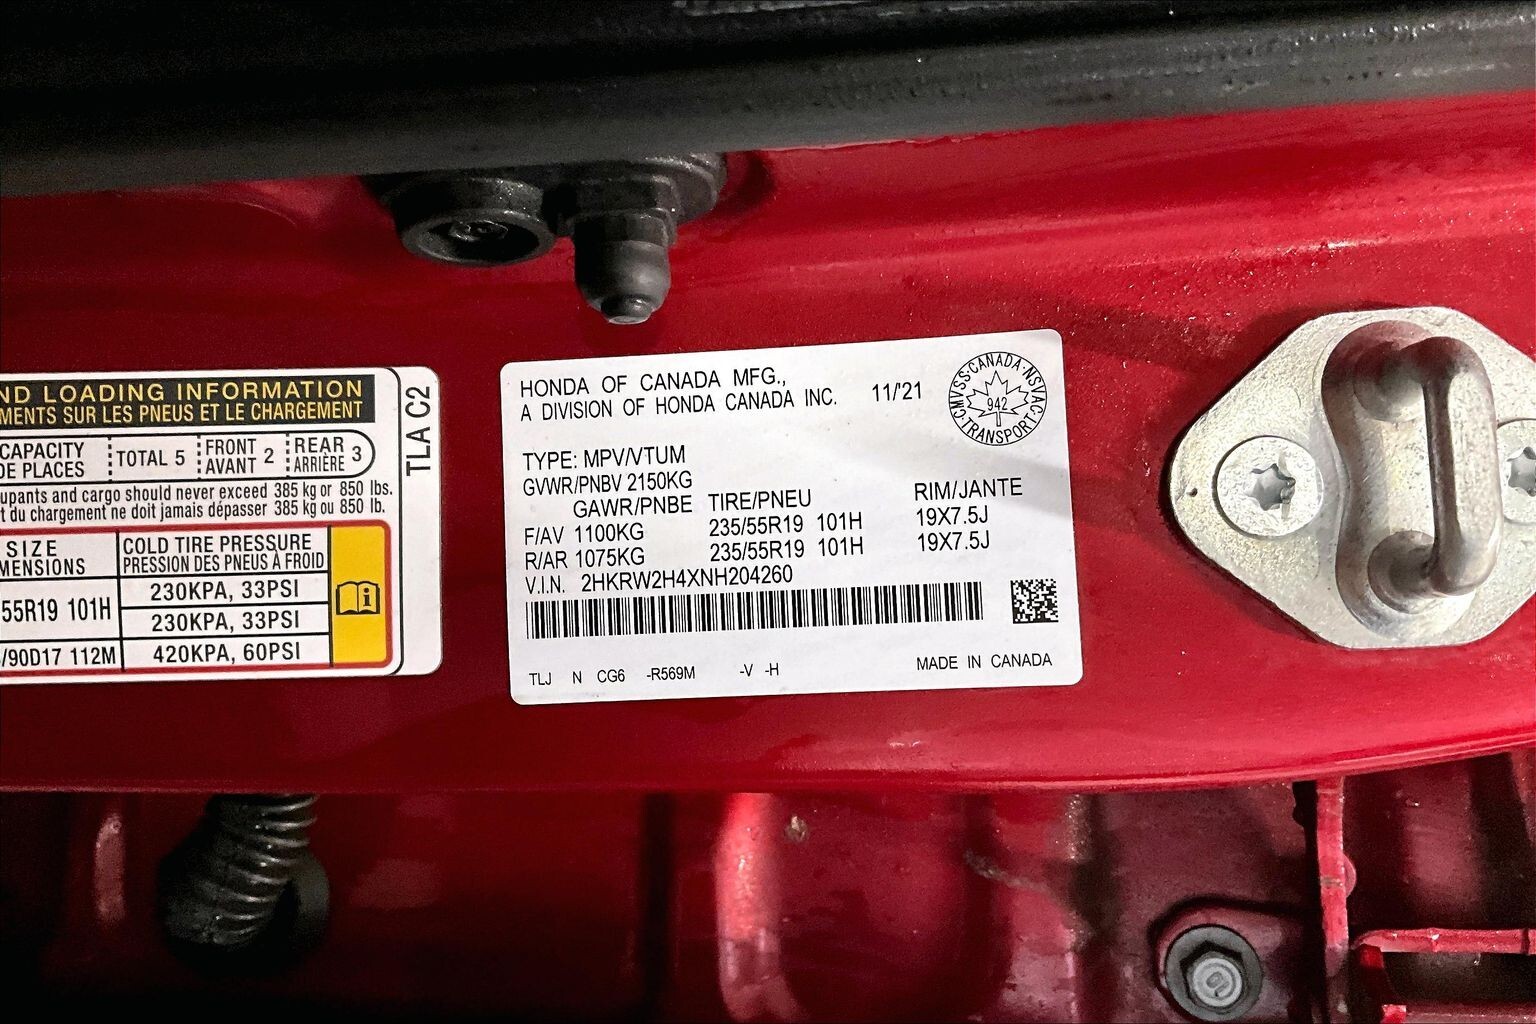 ND LOADING INFORMATION
MENTS SUR LES PNEUS ET LE CHARGEMENT
CAPACITY
DE PLACES
TOTAL 5
FRONT
AVANT 2
REAR
ARRIÈRE 3
upants and cargo should never exceed 385 kg or 850 lbs.
t du chargement ne doit jamais dépasser 385 kg ou 850 lb.
SIZE
MENSIONS
COLD TIRE PRESSURE
PRESSION DES PNEUS À FROID
55R19 101H
230KPA, 33PSI
230KPA, 33PSI
/90D17 112M
420KPA, 60PSI
TLA C2
HONDA OF CANADA MFG.,
A DIVISION OF HONDA CANADA INC.
11/'21
CMVSS·CANADA·NSVAC·TRANSPORT
942
TYPE: MPV/VTUM
GVWR/PNBV 2150KG
GAWR/PNBE TIRE/PNEU RIM/JANTE
F/AV 1100KG 235/55R19 101H 19X7.5J
R/AR 1075KG 235/55R19 101H 19X7.5J
V.I.N. 2HKRW2H4XNH204260
TLJ N CG6 -R569M -V -H
MADE IN CANADA